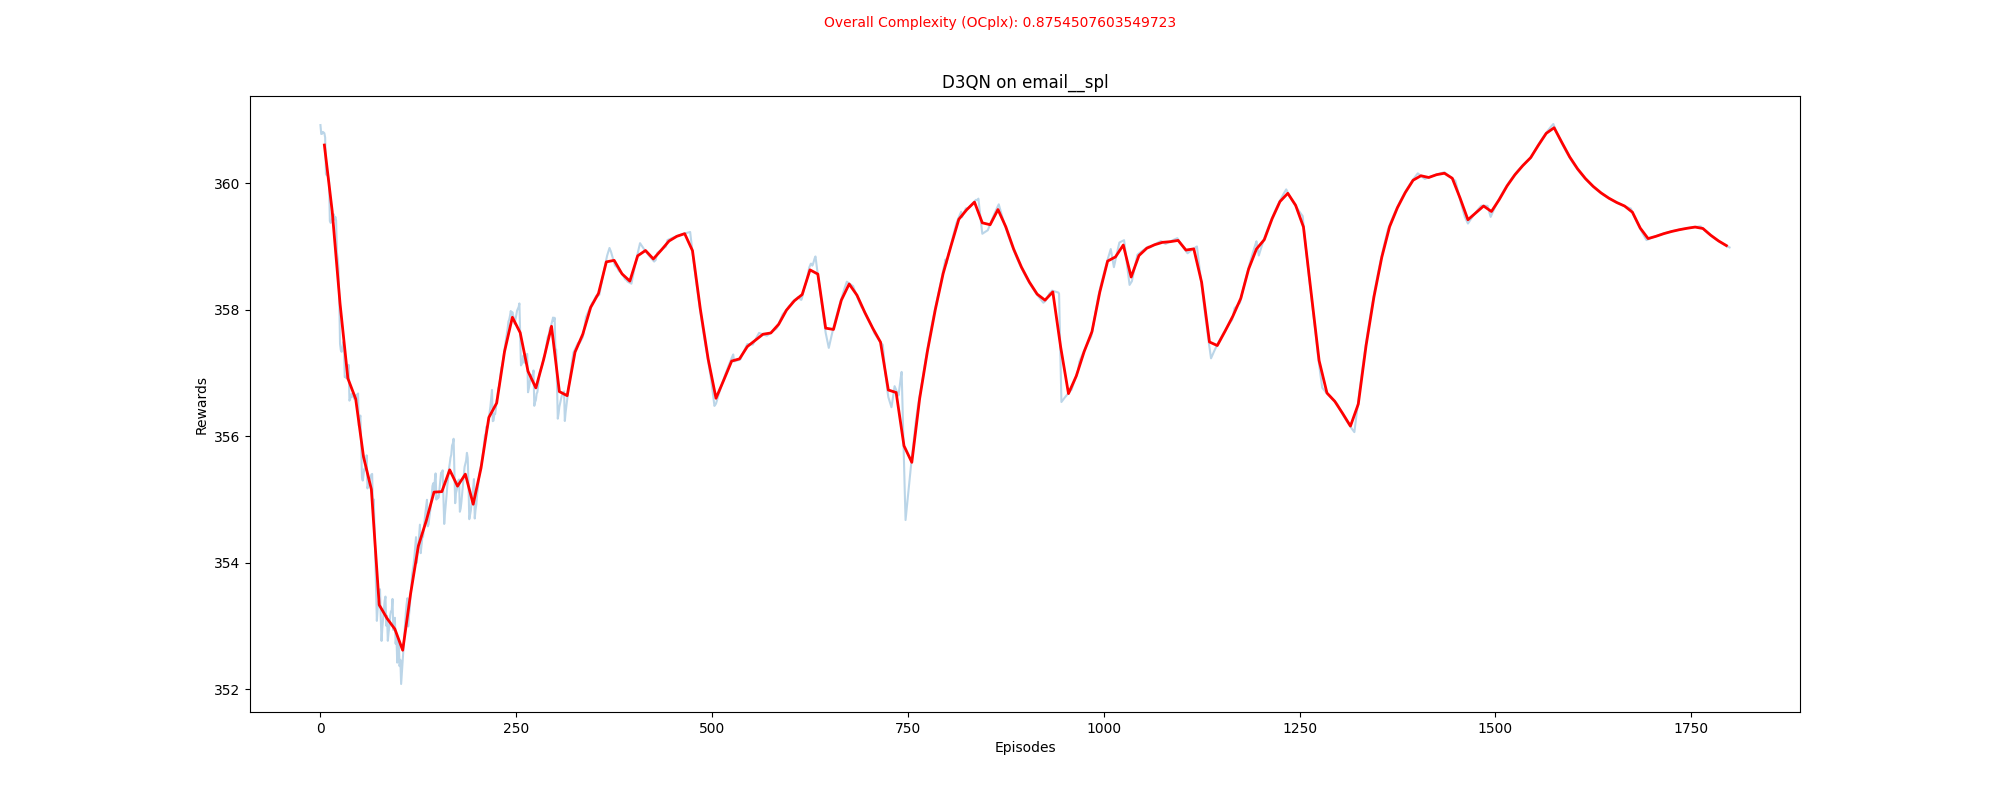 Overall Complexity (OCplx): 0.8754507603549723
D3QN on email__spl
360
358
356
354
352
Rewards
0 250 500 750 1000 1250 1500 1750
Episodes